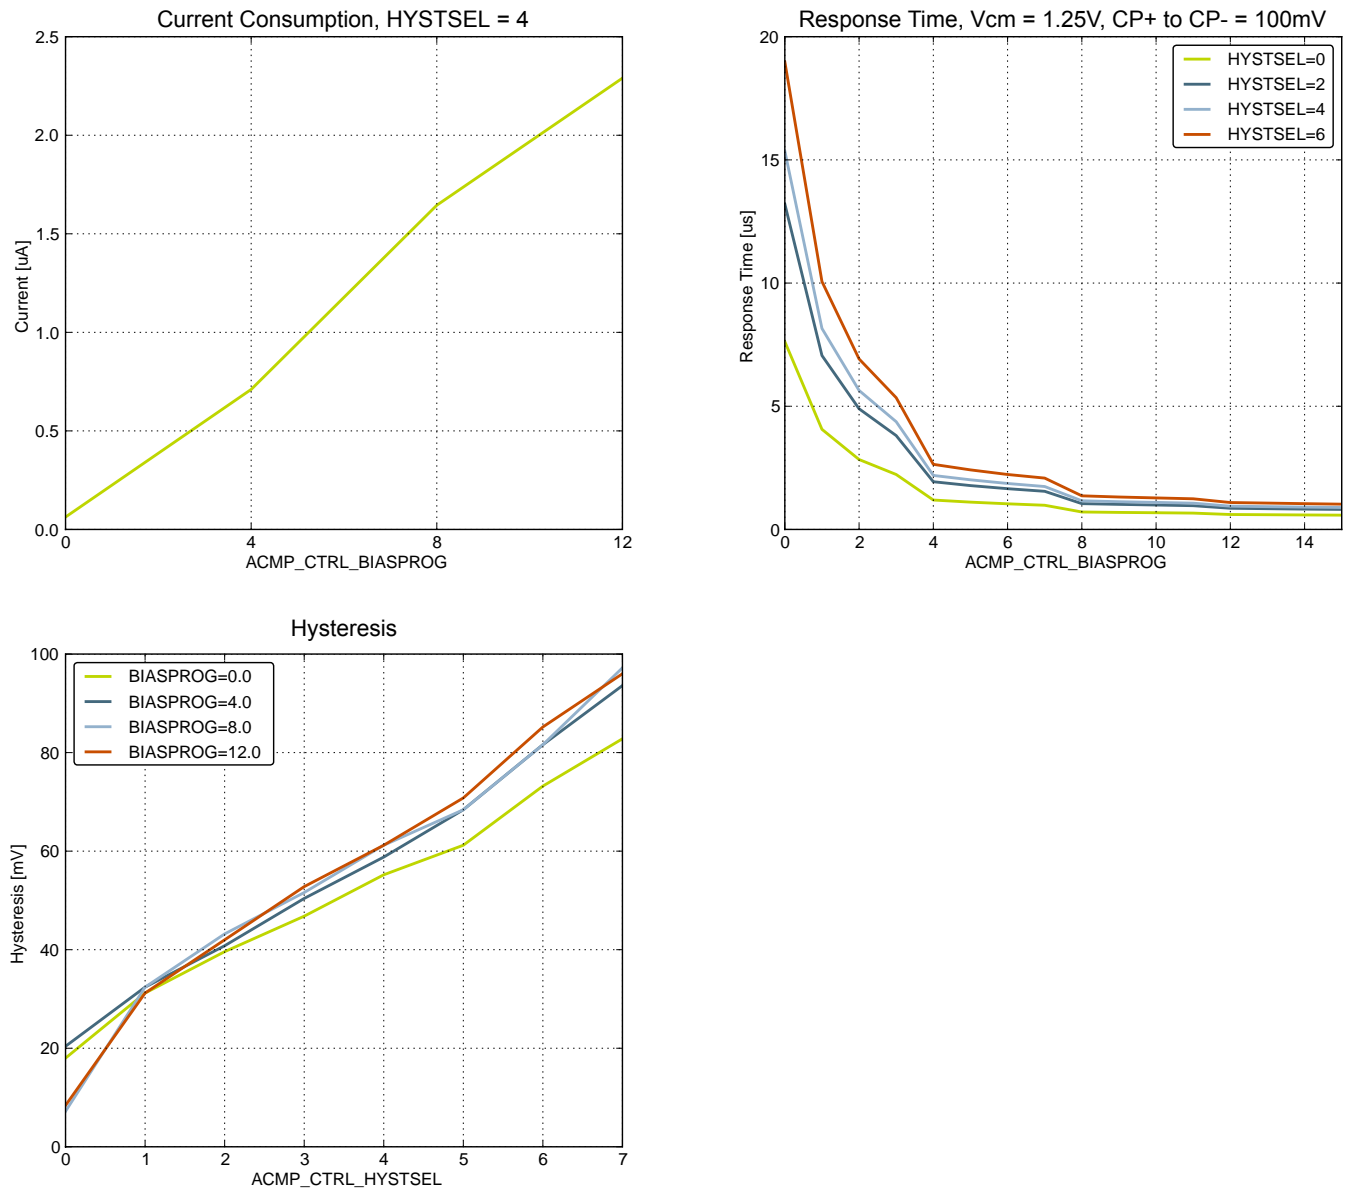 Current Consumption, HYSTSEL = 4
2.5
2.0
1.5
1.0
0.5
0.0
Current [uA]
0 4 8 12
ACMP_CTRL_BIASPROG
Response Time, Vcm = 1.25V, CP+ to CP- = 100mV
20
15
10
5
0
Response Time [us]
HYSTSEL=0
HYSTSEL=2
HYSTSEL=4
HYSTSEL=6
0 2 4 6 8 10 12 14
ACMP_CTRL_BIASPROG
Hysteresis
100
80
60
40
20
0
Hysteresis [mV]
BIASPROG=0.0
BIASPROG=4.0
BIASPROG=8.0
BIASPROG=12.0
0 1 2 3 4 5 6 7
ACMP_CTRL_HYSTSEL